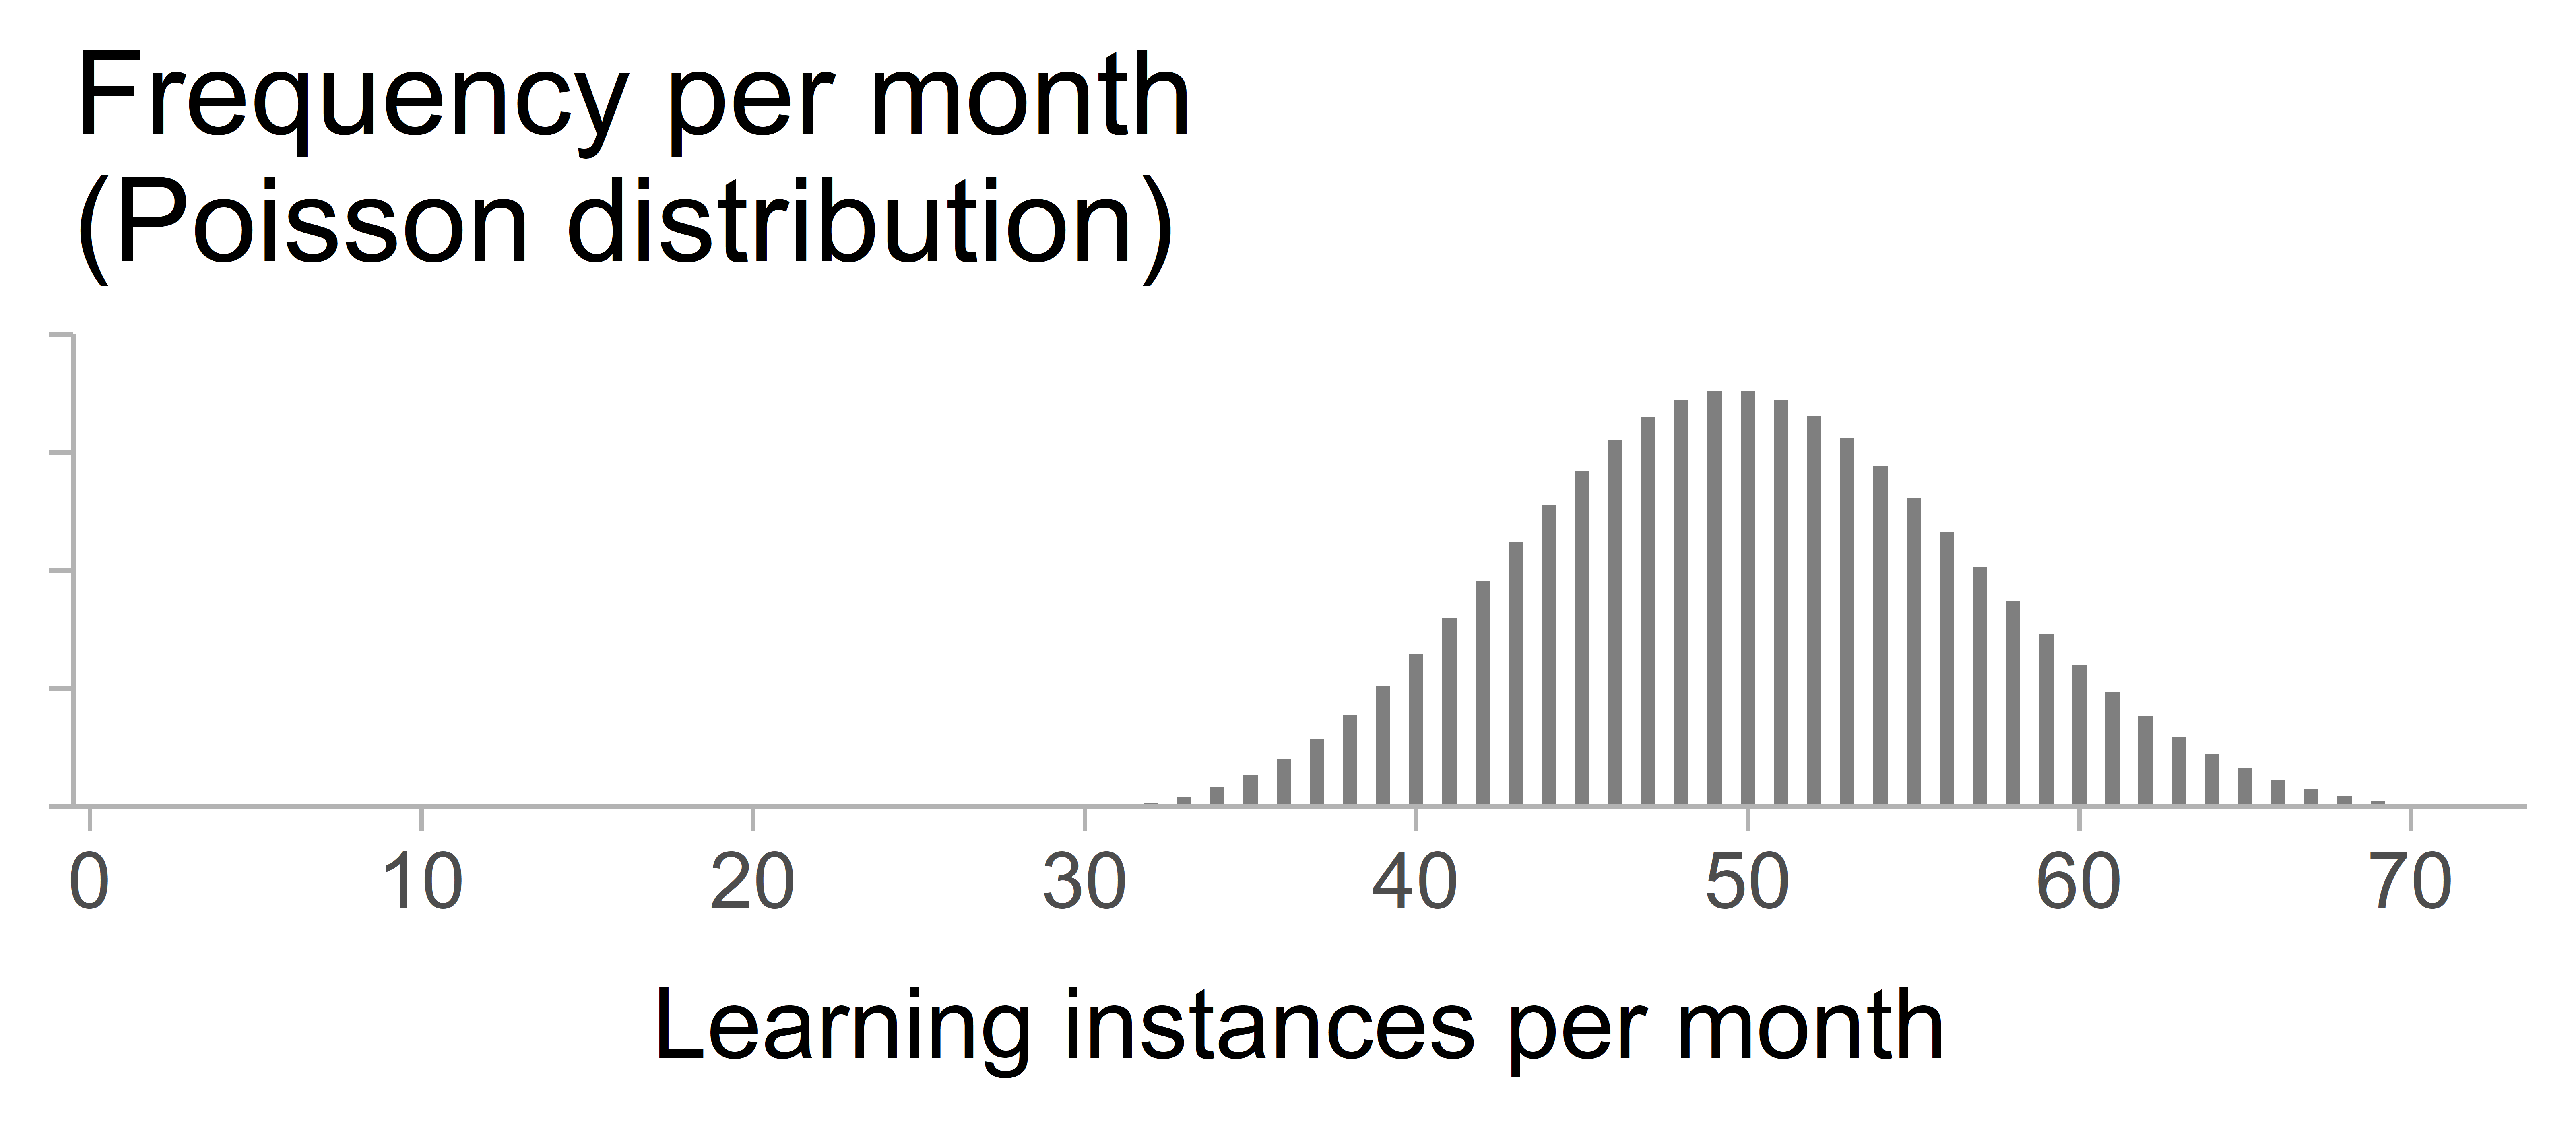 Frequency per month
(Poisson distribution)
0 10 20 30 40 50 60 70
Learning instances per month